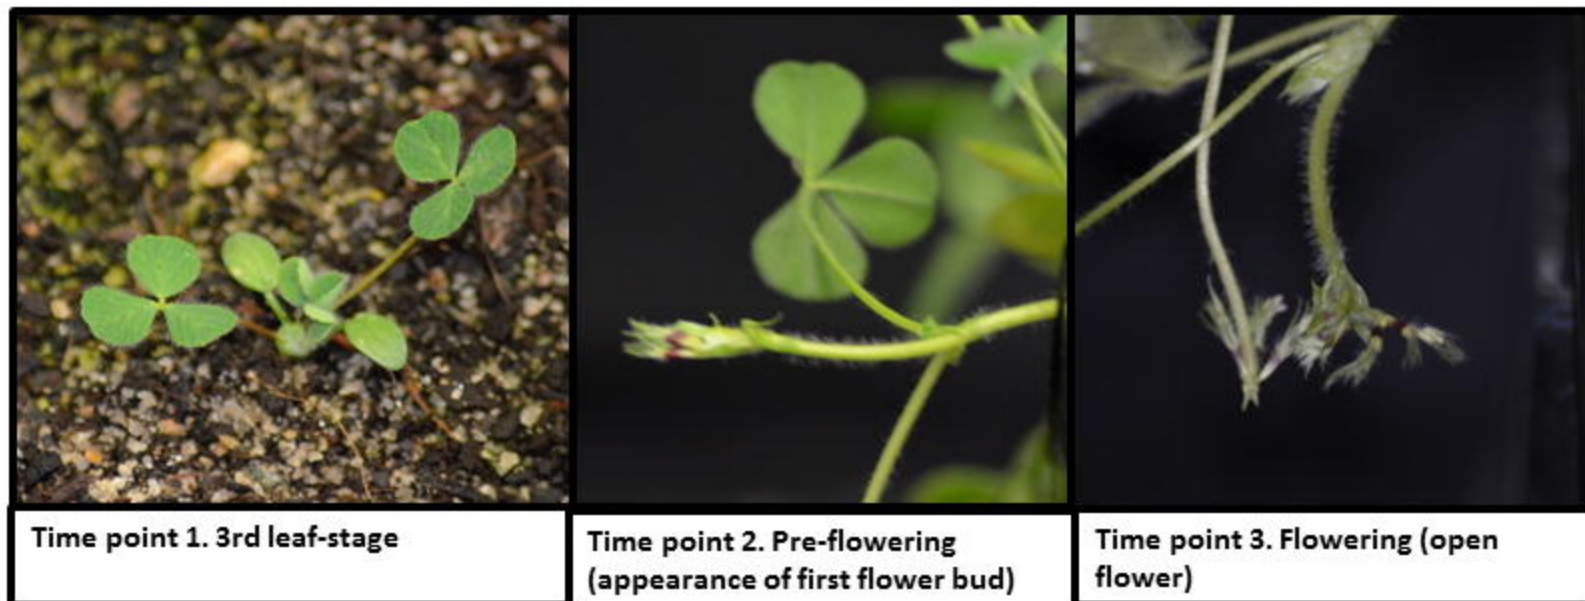 Time point 1. 3rd leaf-stage
Time point 2. Pre-flowering
(appearance of first flower bud)
Time point 3. Flowering (open
flower)